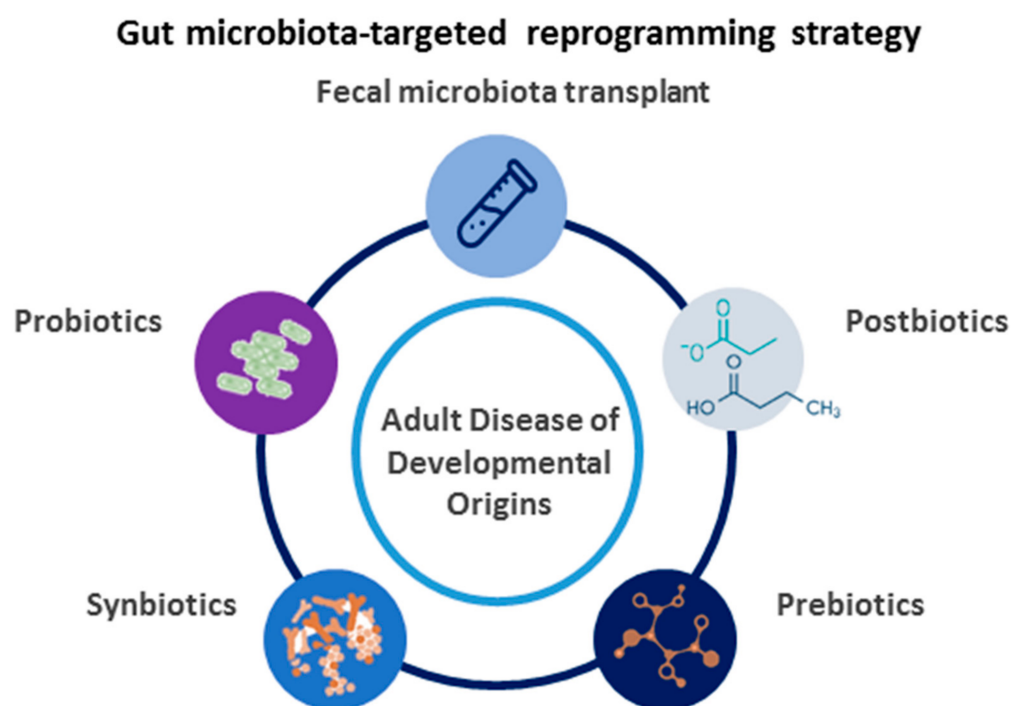 Gut microbiota-targeted reprogramming strategy
Fecal microbiota transplant
Probiotics
Postbiotics
O
⁻O
O
HO
CH₃
Adult Disease of
Developmental
Origins
Synbiotics
Prebiotics